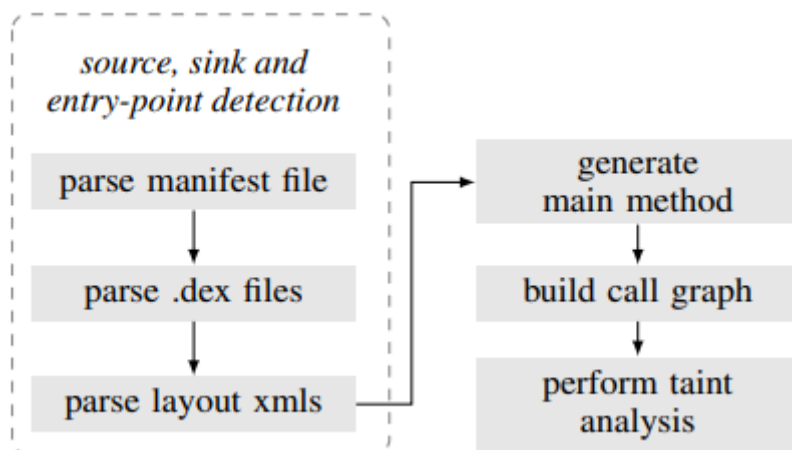 source, sink and
entry-point detection
parse manifest file
parse .dex files
parse layout xmls
generate
main method
build call graph
perform taint
analysis